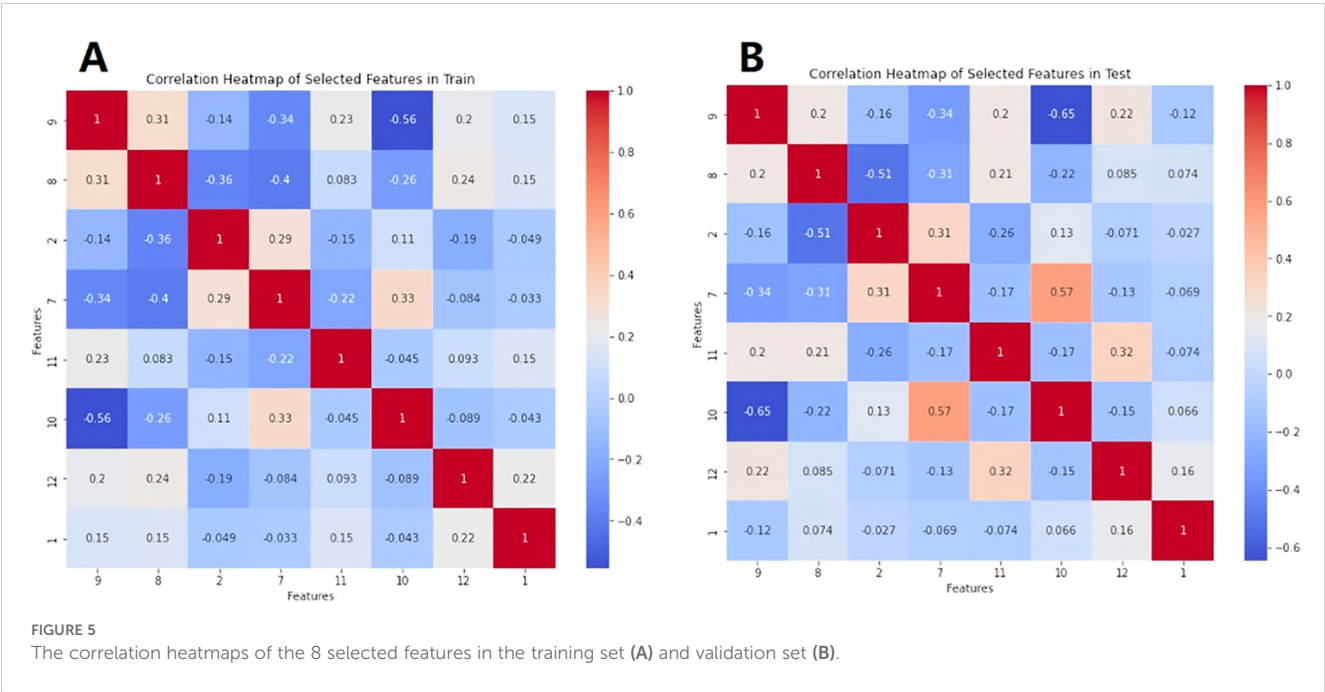 A
Correlation Heatmap of Selected Features in Train
9 1 0.31 -0.14 -0.34 0.23 -0.56 0.2 0.15
8 0.31 1 -0.36 -0.4 0.083 -0.26 0.24 0.15
2 -0.14 -0.36 1 0.29 -0.15 0.11 -0.19 -0.049
7 -0.34 -0.4 0.29 1 -0.22 0.33 -0.084 -0.033
11 0.23 0.083 -0.15 -0.22 1 -0.045 0.093 0.15
10 -0.56 -0.26 0.11 0.33 -0.045 1 -0.089 -0.043
12 0.2 0.24 -0.19 -0.084 0.093 -0.089 1 0.22
1 0.15 0.15 -0.049 -0.033 0.15 -0.043 0.22 1
Features
9 8 2 7 11 10 12 1
Features
1.0
0.8
0.6
0.4
0.2
0.0
−0.2
−0.4
B
Correlation Heatmap of Selected Features in Test
9 1 0.2 -0.16 -0.34 0.2 -0.65 0.22 -0.12
8 0.2 1 -0.51 -0.31 0.21 -0.22 0.085 0.074
2 -0.16 -0.51 1 0.31 -0.26 0.13 -0.071 -0.027
7 -0.34 -0.31 0.31 1 -0.17 0.57 -0.13 -0.069
11 0.2 0.21 -0.26 -0.17 1 -0.17 0.32 -0.074
10 -0.65 -0.22 0.13 0.57 -0.17 1 -0.15 0.066
12 0.22 0.085 -0.071 -0.13 0.32 -0.15 1 0.16
1 -0.12 0.074 -0.027 -0.069 -0.074 0.066 0.16 1
Features
9 8 2 7 11 10 12 1
Features
1.0
0.8
0.6
0.4
0.2
0.0
−0.2
−0.4
−0.6
FIGURE 5
The correlation heatmaps of the 8 selected features in the training set (A) and validation set (B).